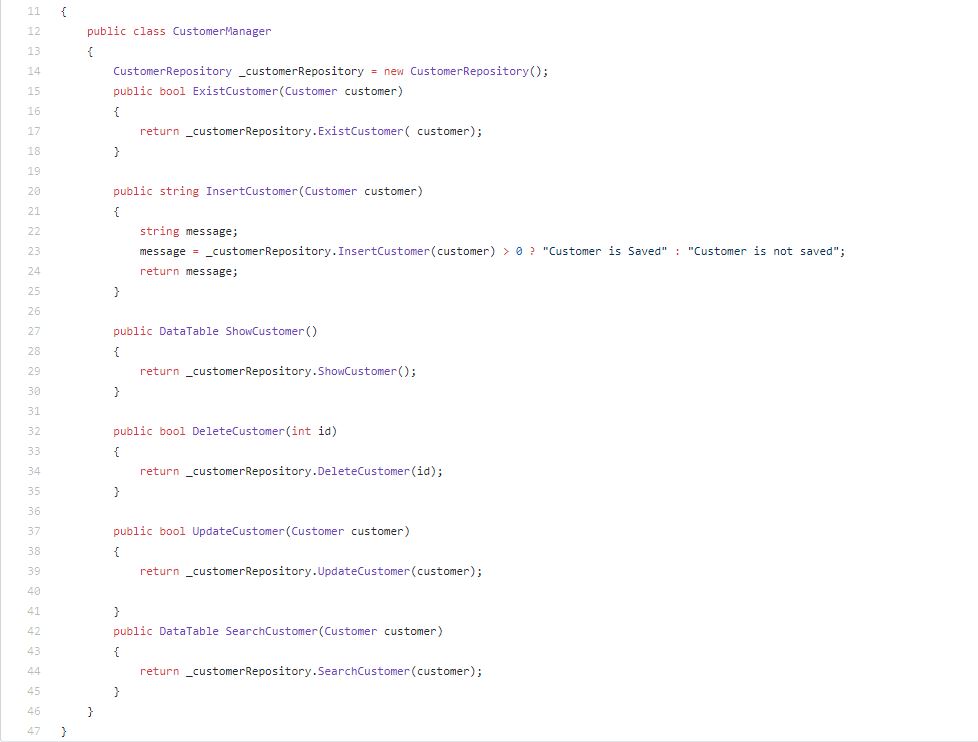 11 {
12 public class CustomerManager
13 {
14 CustomerRepository _customerRepository = new CustomerRepository();
15 public bool ExistCustomer(Customer customer)
16 {
17 return _customerRepository.ExistCustomer( customer);
18 }
19
20 public string InsertCustomer(Customer customer)
21 {
22 string message;
23 message = _customerRepository.InsertCustomer(customer) > 0 ? "Customer is Saved" : "Customer is not saved";
24 return message;
25 }
26
27 public DataTable ShowCustomer()
28 {
29 return _customerRepository.ShowCustomer();
30 }
31
32 public bool DeleteCustomer(int id)
33 {
34 return _customerRepository.DeleteCustomer(id);
35 }
36
37 public bool UpdateCustomer(Customer customer)
38 {
39 return _customerRepository.UpdateCustomer(customer);
40
41 }
42 public DataTable SearchCustomer(Customer customer)
43 {
44 return _customerRepository.SearchCustomer(customer);
45 }
46 }
47 }